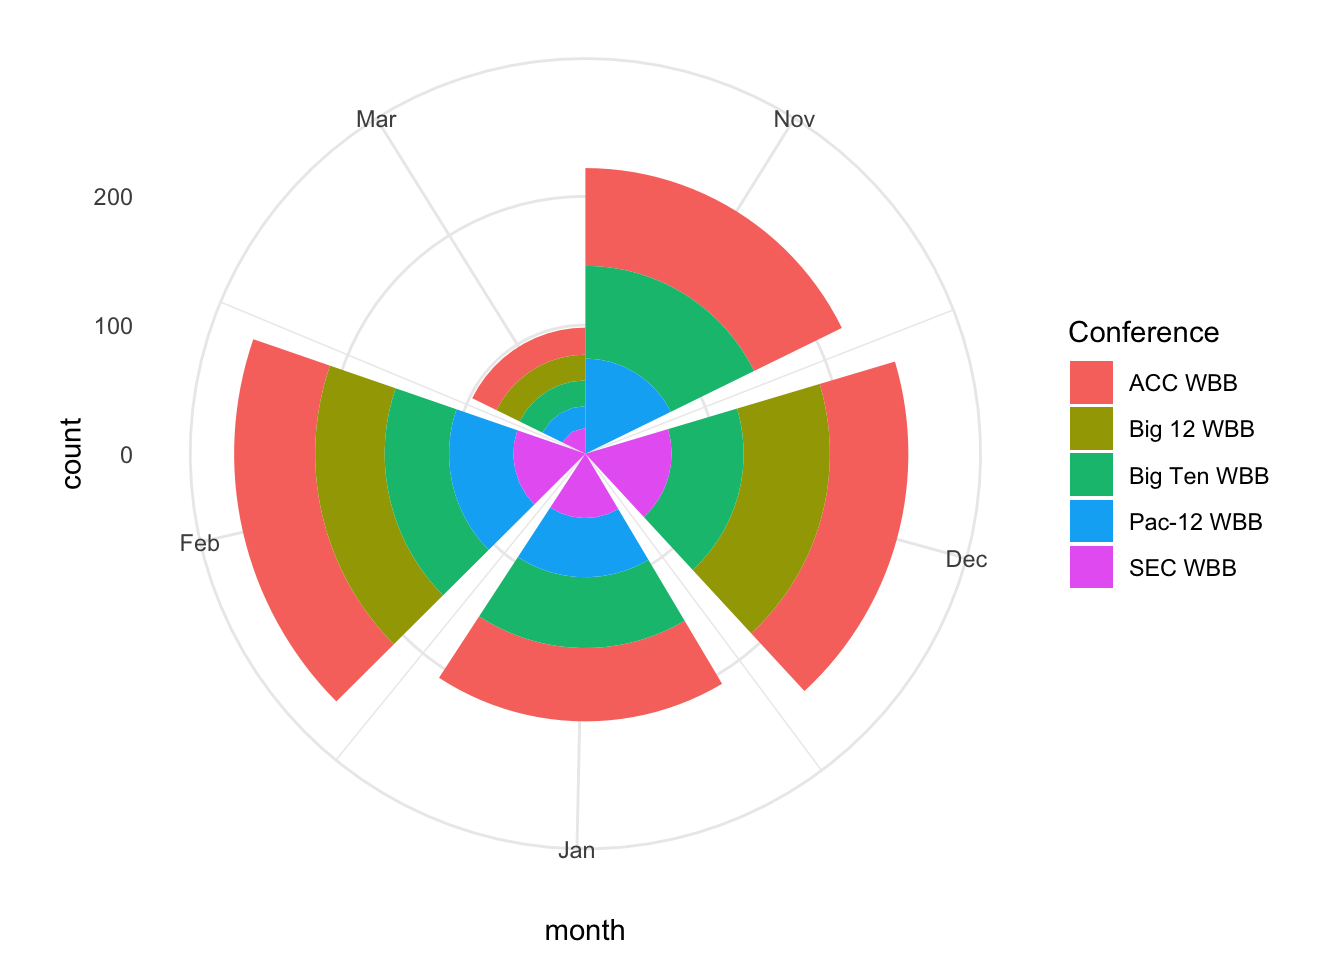 Mar
Nov
200
100
0
count
Feb
Dec
Jan
month
Conference
ACC WBB
Big 12 WBB
Big Ten WBB
Pac-12 WBB
SEC WBB